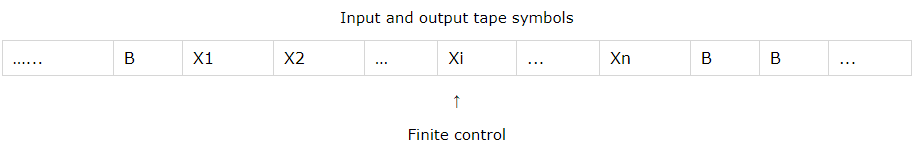 Input and output tape symbols
…... B X1 X2 ... Xi ... Xn B B ...
↑
Finite control